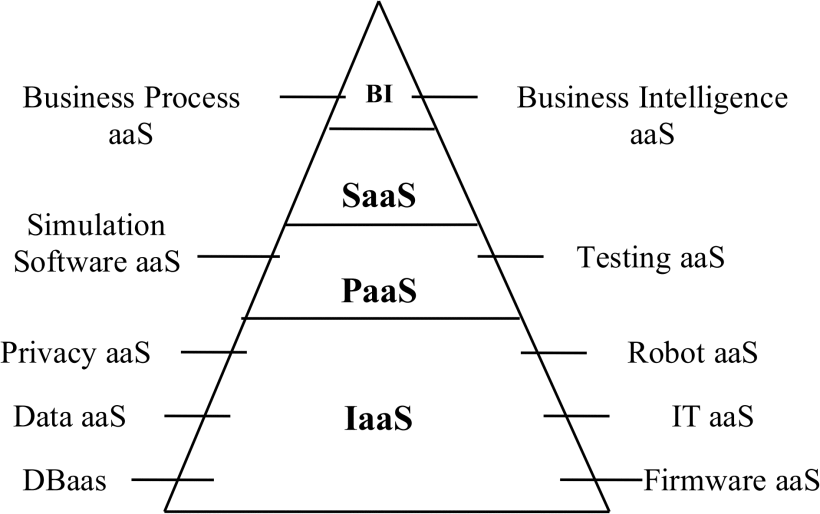 BI
Business Process
aaS
Business Intelligence
aaS
SaaS
Simulation
Software aaS
Testing aaS
PaaS
Privacy aaS
Robot aaS
Data aaS
IaaS
IT aaS
DBaas
Firmware aaS